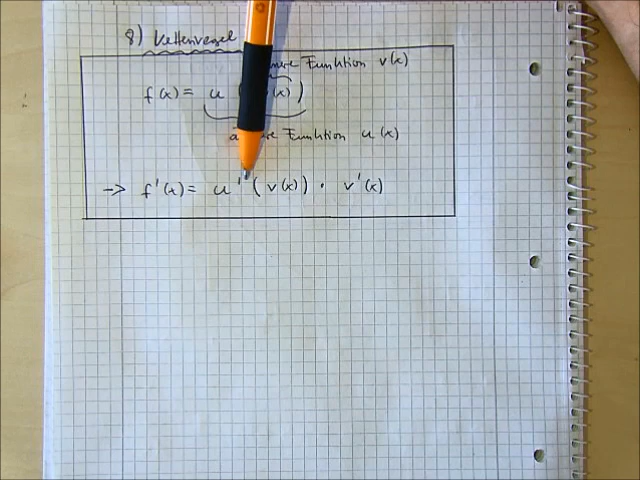 8) Kettenregel
Funktion v(x)
f(x) = u (x))
Funktion u(x)
-> f'(x) = u' (v(x)) · v'(x)